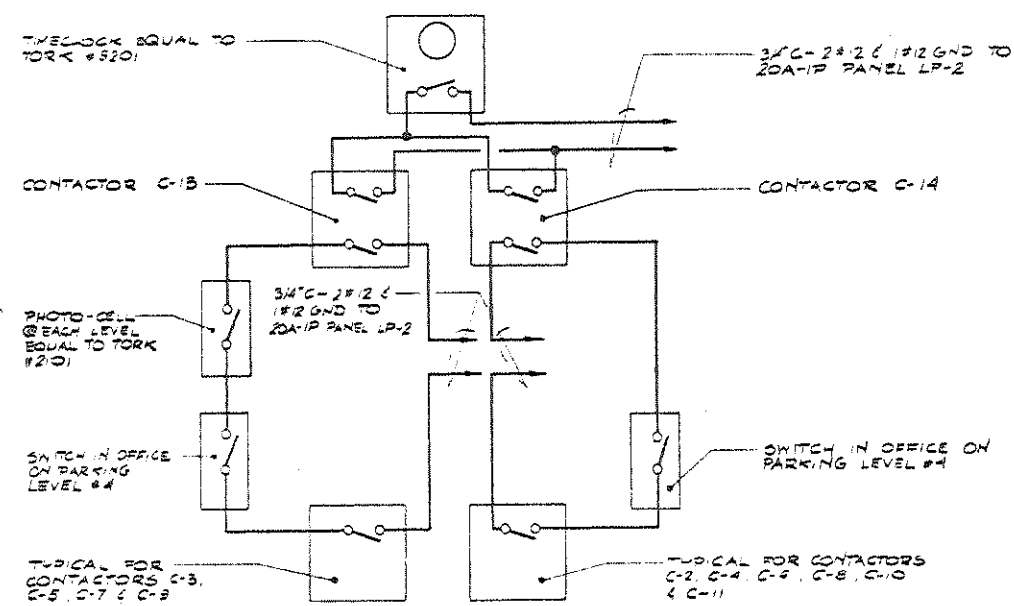 TIMECLOCK EQUAL TO
TORK #5201
3/4"C-2#12 & 1#12 GND TO
20A-1P PANEL LP-2
CONTACTOR C-13
CONTACTOR C-14
3/4"C-2#12 &
1#12 GND TO
20A-1P PANEL LP-2
PHOTO-CELL
@ EACH LEVEL
EQUAL TO TORK
#2101
SWITCH IN OFFICE
ON PARKING
LEVEL #4
SWITCH IN OFFICE ON
PARKING LEVEL #4
TYPICAL FOR
CONTACTORS C-3,
C-5, C-7 &
TYPICAL FOR CONTACTORS
C-2, C-4, C-6, C-8, C-10
& C-11